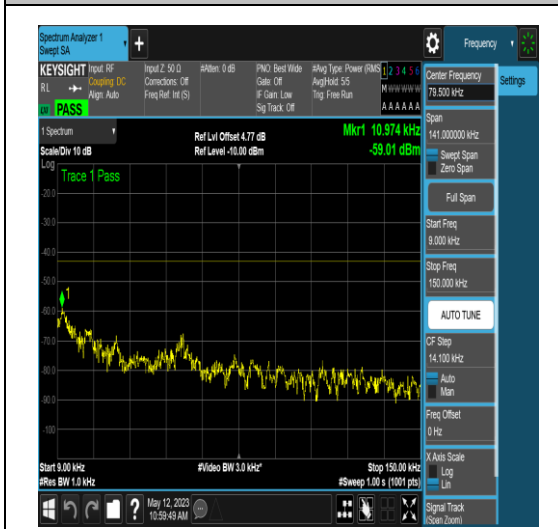 Spectrum Analyzer 1
Swept SA
+
Frequency
KEYSIGHT
RL
Input: RF
Coupling: DC
Align: Auto
Input Z: 50 Ω
Corrections: Off
Freq Ref: Int (S)
#Atten: 0 dB
PNO: Best Wide
Gate: Off
IF Gain: Low
Sig Track: Off
#Avg Type: Power (RMS
Avg|Hold: 5/5
Trig: Free Run
1 2 3 4 5 6
M W W W W W
A A A A A A
PASS
Center Frequency
79.500 kHz
Settings
Span
141.000000 kHz
Swept Span
Zero Span
Full Span
Start Freq
9.000 kHz
Stop Freq
150.000 kHz
AUTO TUNE
CF Step
14.100 kHz
Auto
Man
Freq Offset
0 Hz
X Axis Scale
Log
Lin
Signal Track
(Span Zoom)
1 Spectrum
Scale/Div 10 dB
Ref Lvl Offset 4.77 dB
Ref Level -10.00 dBm
Mkr1 10.974 kHz
-59.01 dBm
Log
Trace 1 Pass
-20.0
-30.0
-40.0
-50.0
1
-60.0
-70.0
-80.0
-90.0
-100
Start 9.00 kHz
#Res BW 1.0 kHz
#Video BW 3.0 kHz*
Stop 150.00 kHz
#Sweep 1.00 s (1001 pts)
?
May 12, 2023
10:59:49 AM